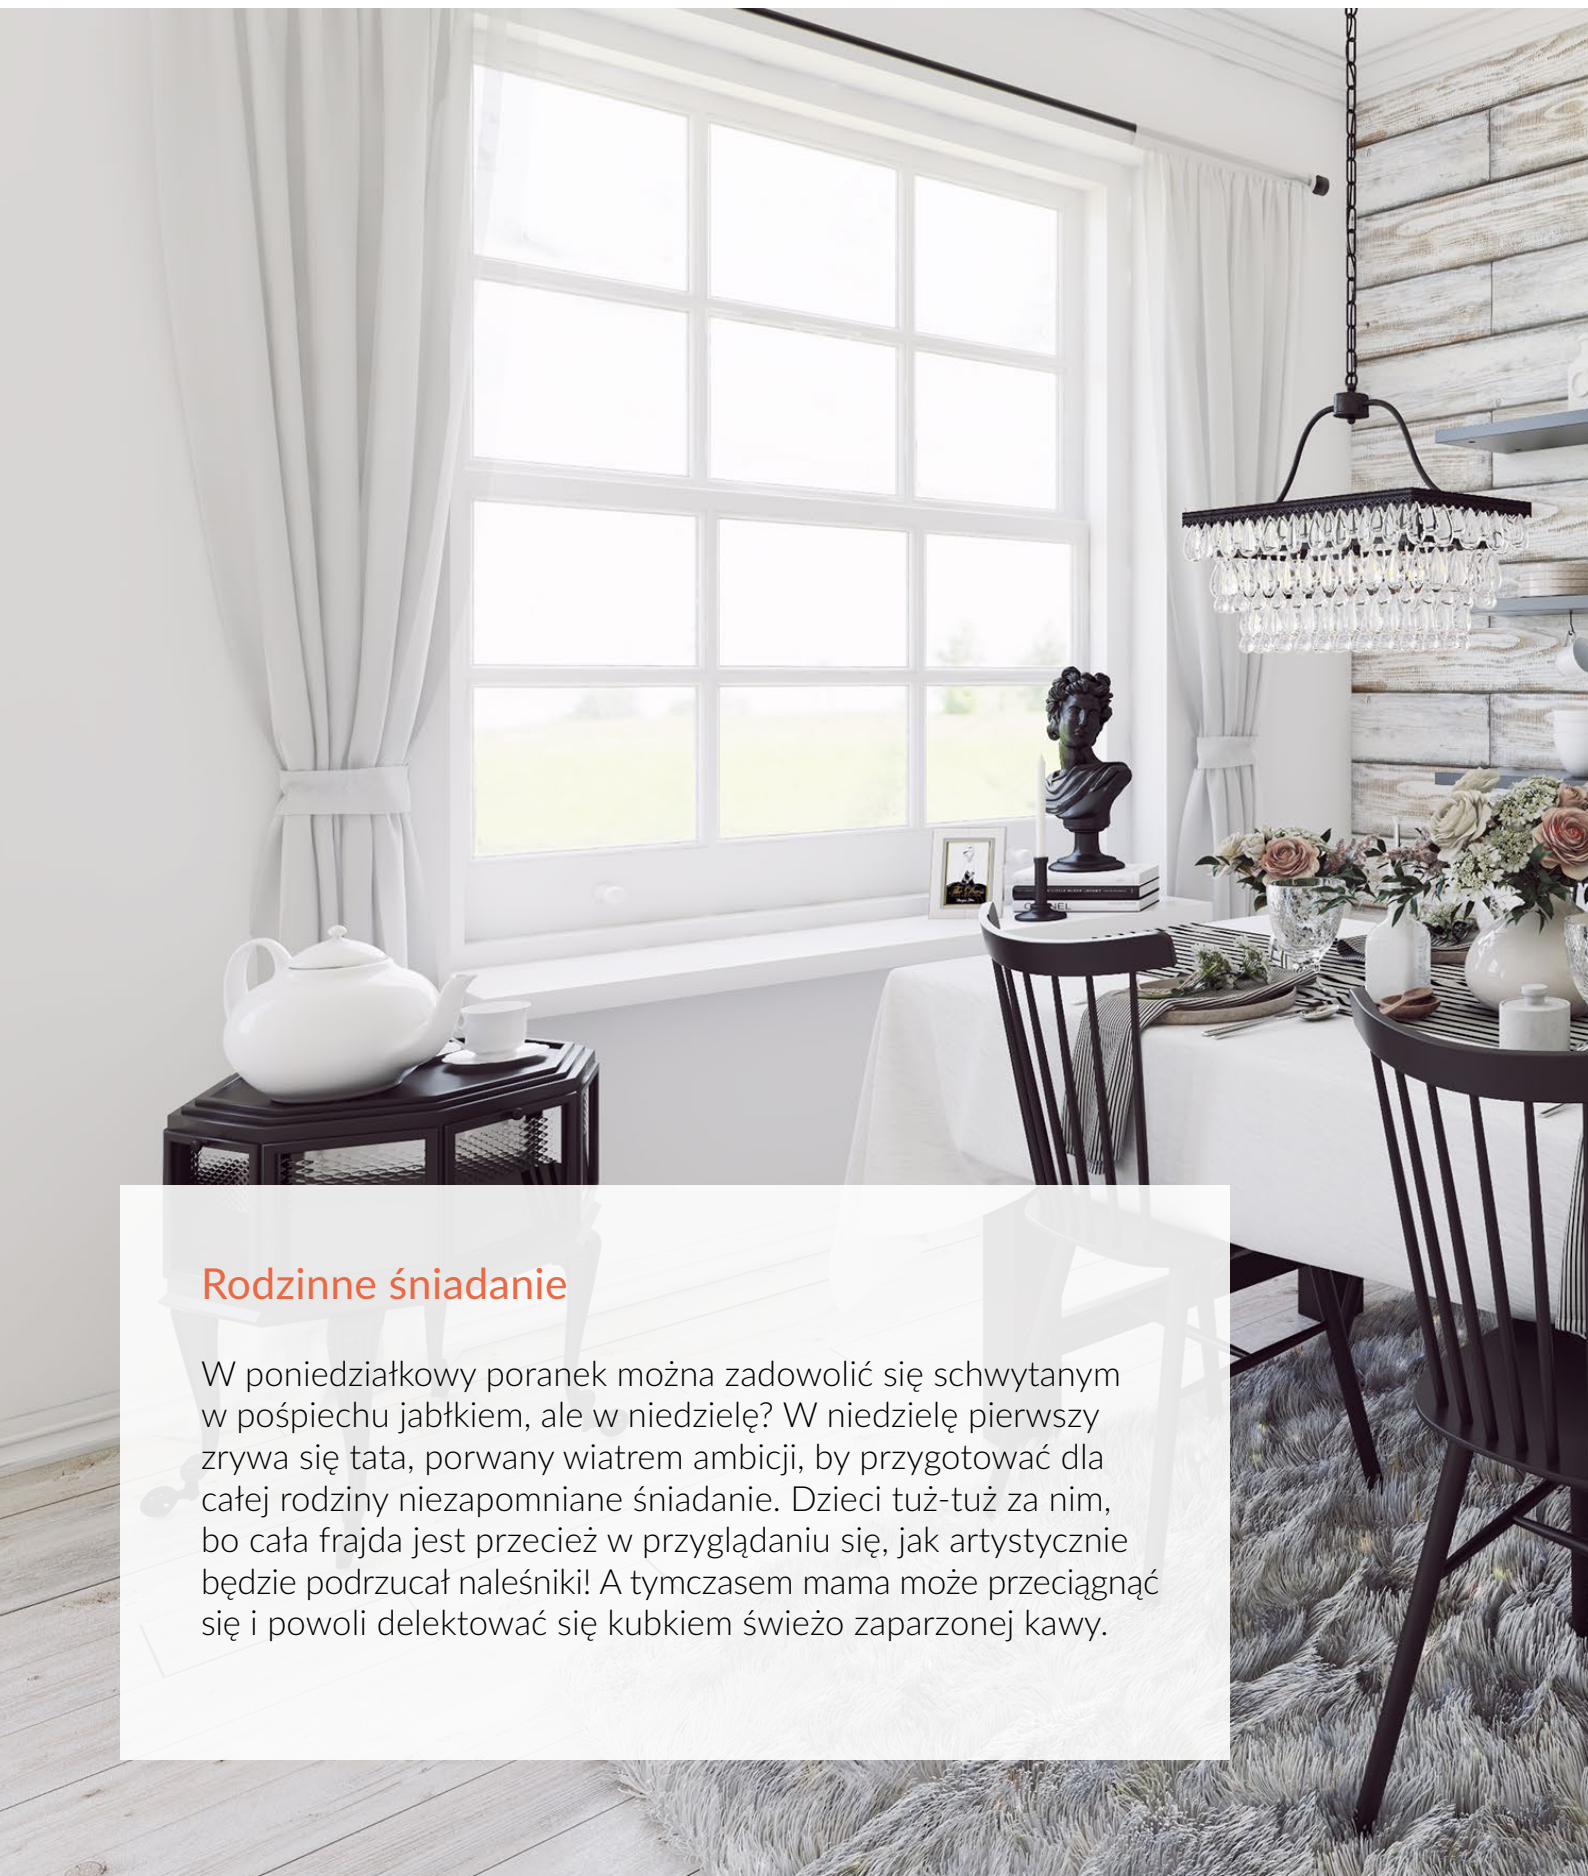 Rodzinne śniadanie
W poniedziałkowy poranek można zadowolić się schwytanym
w pośpiechu jabłkiem, ale w niedzielę? W niedzielę pierwszy
zrywa się tata, porwany wiatrem ambicji, by przygotować dla
całej rodziny niezapomniane śniadanie. Dzieci tuż-tuż za nim,
bo cała frajda jest przecież w przyglądaniu się, jak artystycznie
będzie podrzucał naleśniki! A tymczasem mama może przeciągnąć
się i powoli delektować się kubkiem świeżo zaparzonej kawy.